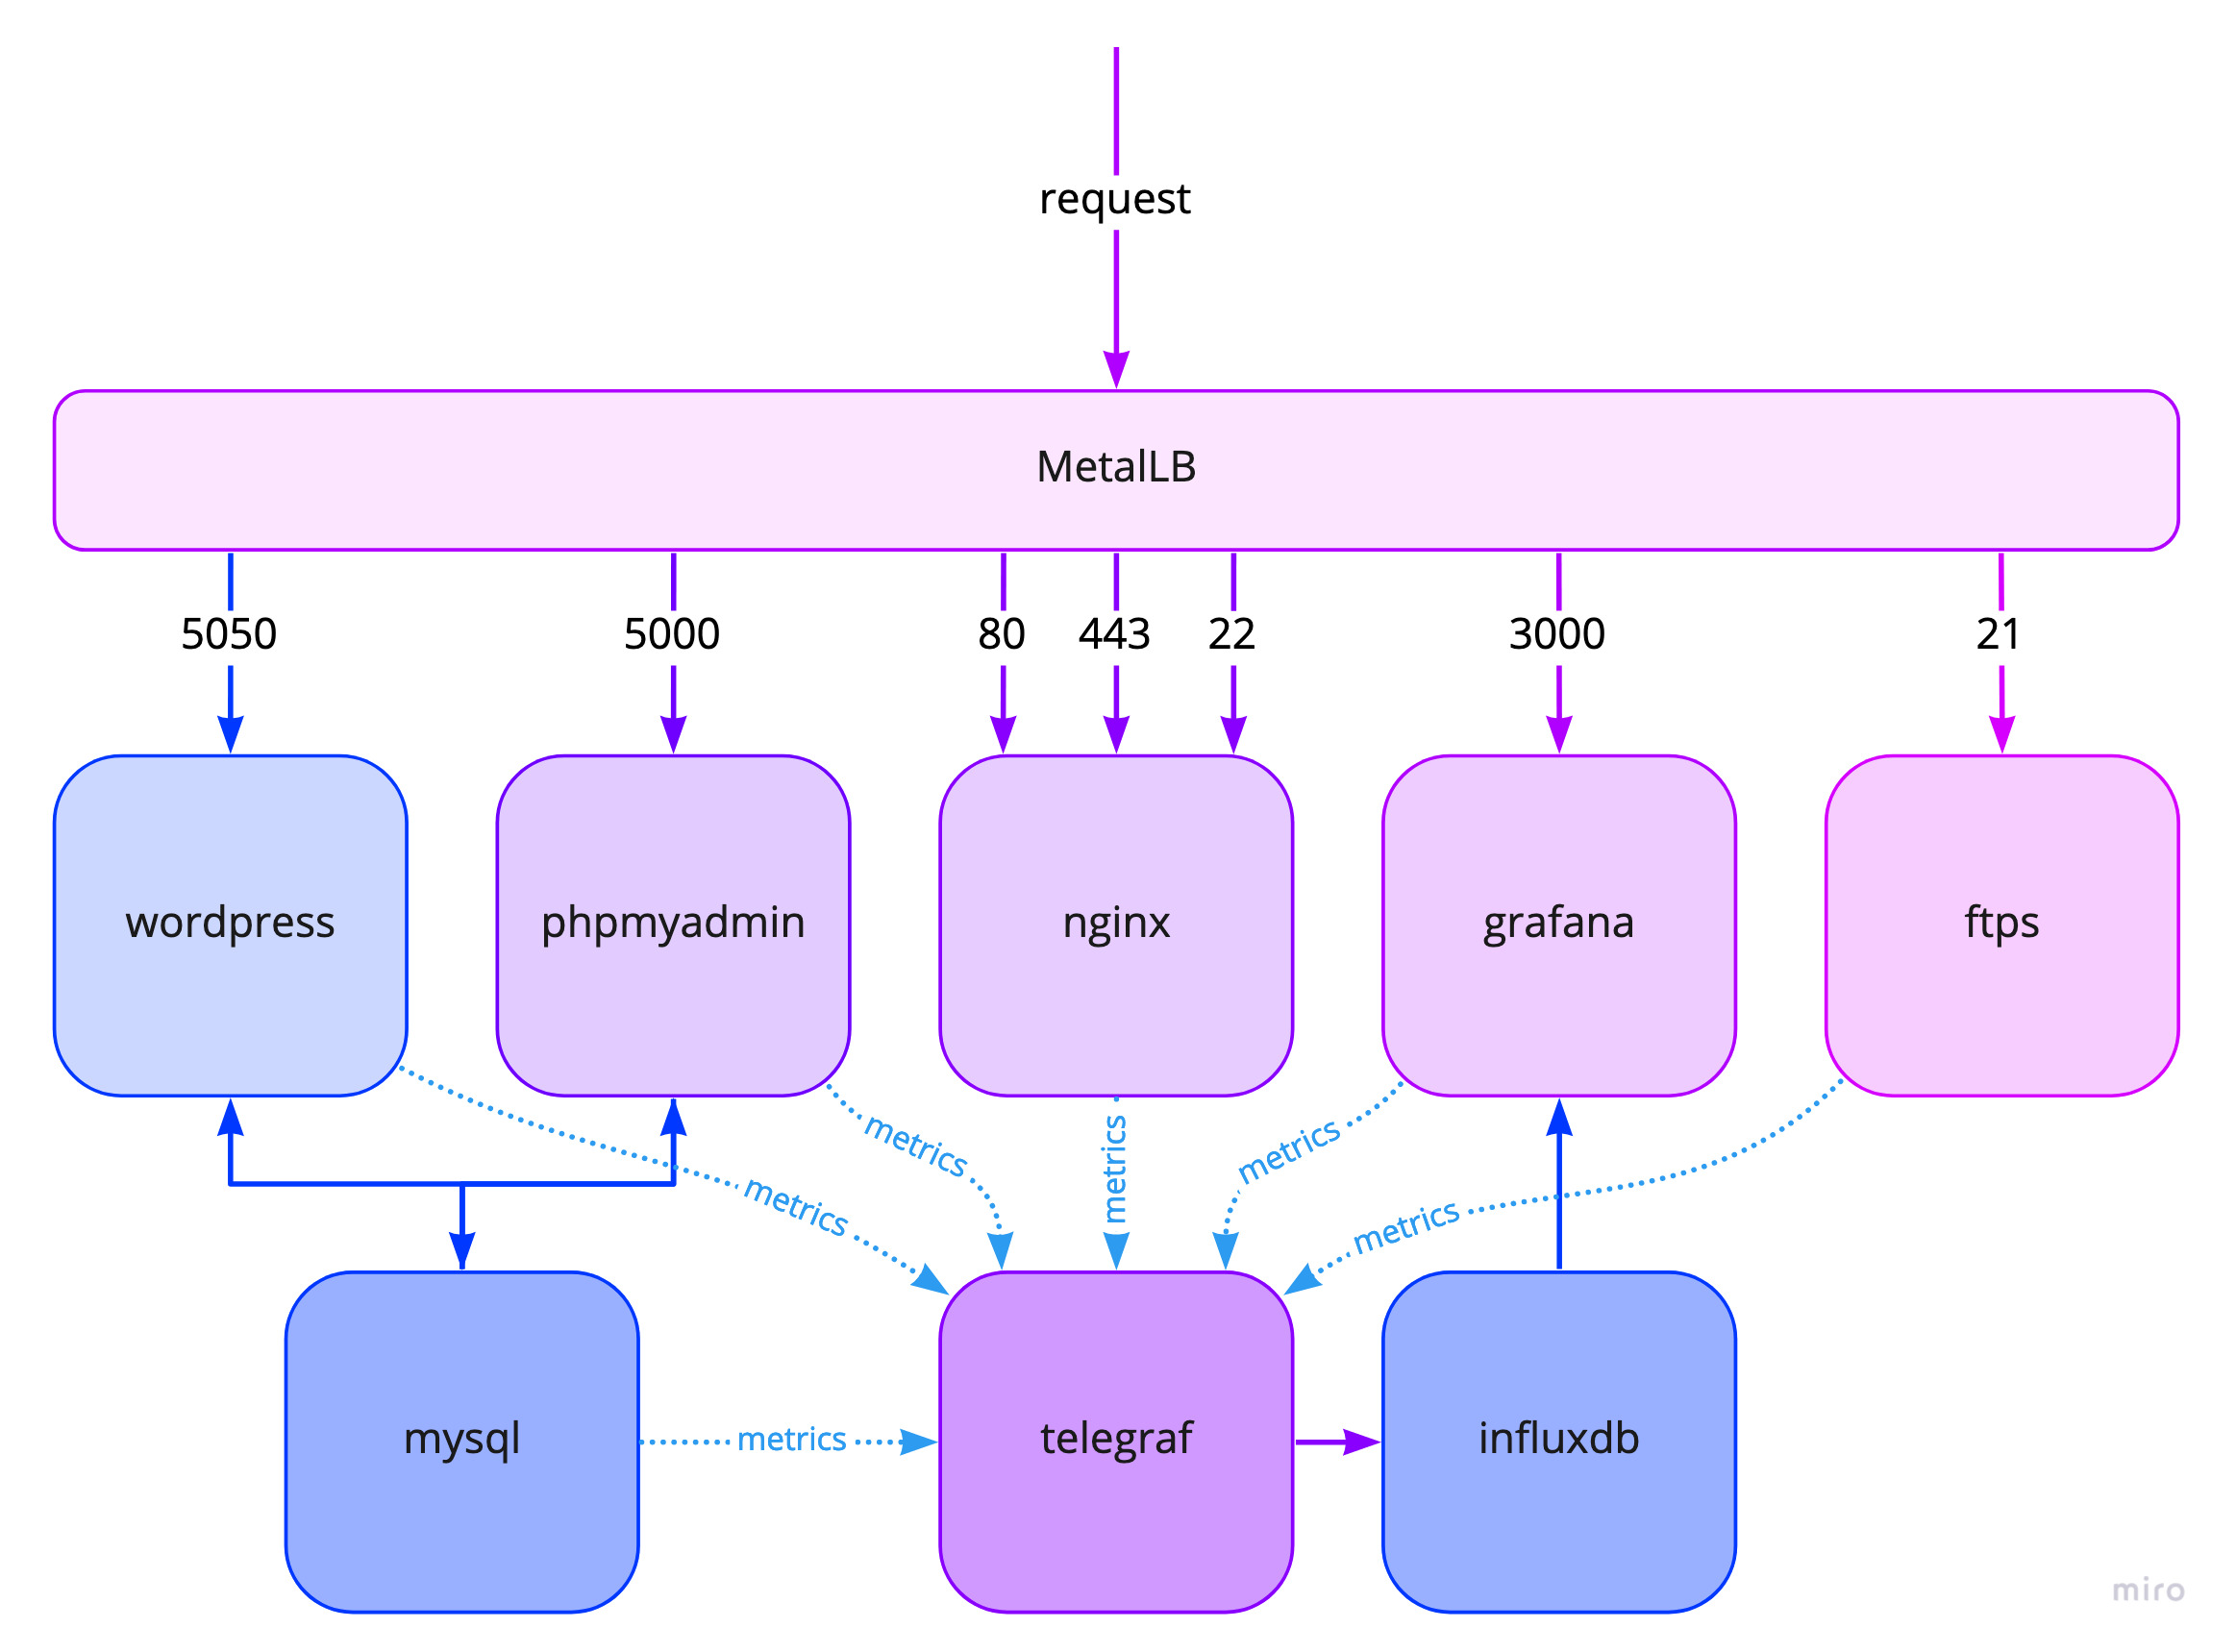 request
MetalLB
5050
5000
80
443
22
3000
21
wordpress
phpmyadmin
nginx
grafana
ftps
metrics
metrics
metrics
metrics
metrics
mysql
metrics
telegraf
influxdb
miro